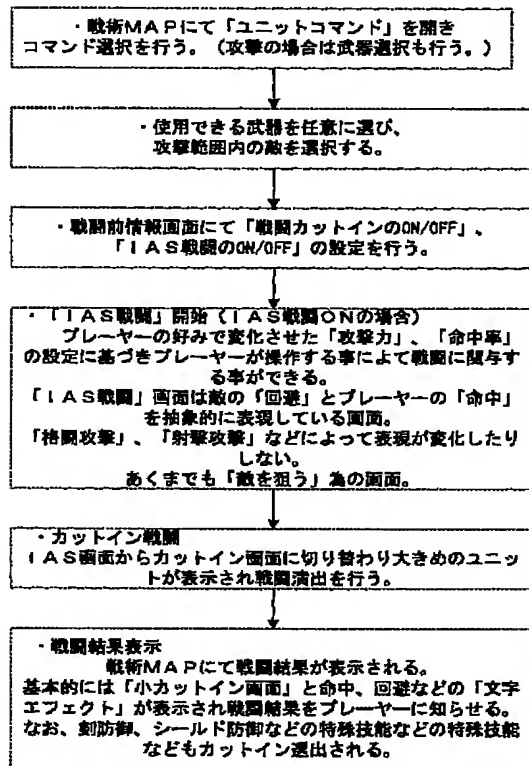 ・戦術MAPにて「ユニットコマンド」を開き
コマンド選択を行う。（攻撃の場合は武器選択も行う。）
・使用できる武器を任意に選び、
攻撃範囲内の敵を選択する。
・戦闘前情報画面にて「戦闘カットインのON/OFF」、
「IAS戦闘のON/OFF」の設定を行う。
・「IAS戦闘」開始（IAS戦闘ONの場合）
プレーヤーの好みで変化させた「攻撃力」、「命中率」
の設定に基づきプレーヤーが操作する事によて戦闘に関与す
る事ができる。
「IAS戦闘」画面は敵の「回避」とプレーヤーの「命中」
を抽象的に表現している画面。
「格闘攻撃」、「射撃攻撃」などによって表現が変化したり
しない。
あくまでも「敵を狙う」為の画面。
・カットイン戦闘
IAS画面からカットイン画面に切り替わり大きめのユニッ
トが表示され戦闘演出を行う。
・戦闘結果表示
戦術MAPにて戦闘結果が表示される。
基本的には「小カットイン画面」と命中、回避などの「文字
エフェクト」が表示され戦闘結果をプレーヤーに知らせる。
なお、剣防御、シールド防御などの特殊技能などの特殊技能
などもカットイン選出される。